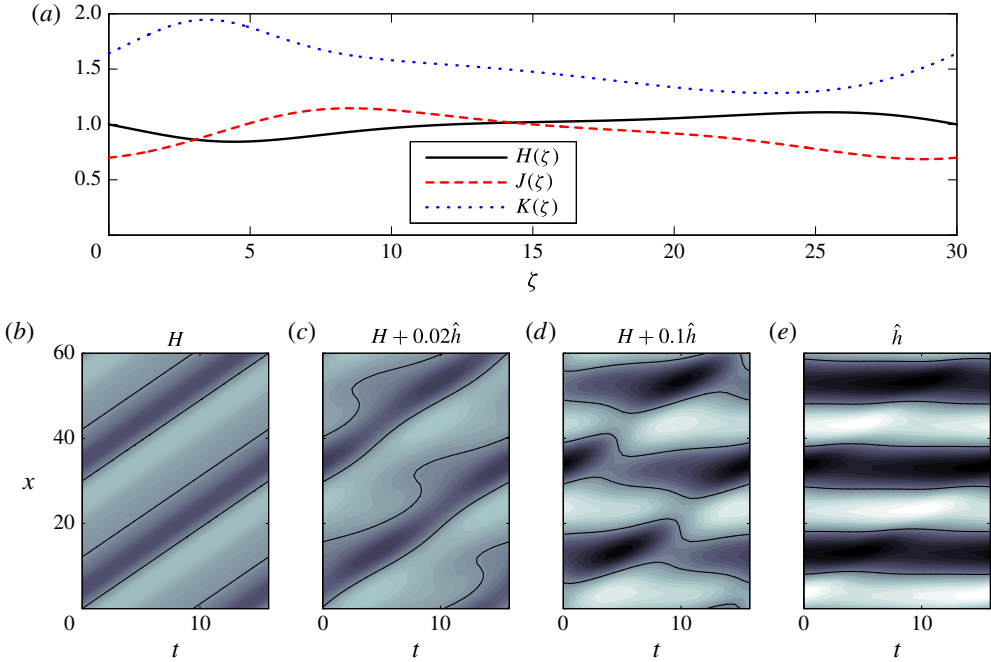 (a)
2.0
1.5
1.0
0.5
H(ζ)
J(ζ)
K(ζ)
0 5 10 15 20 25 30
ζ
(b) H (c) H + 0.02ĥ (d) H + 0.1ĥ (e) ĥ
60
40
x
20
0 10 0 10 0 10 0 10
t t t t